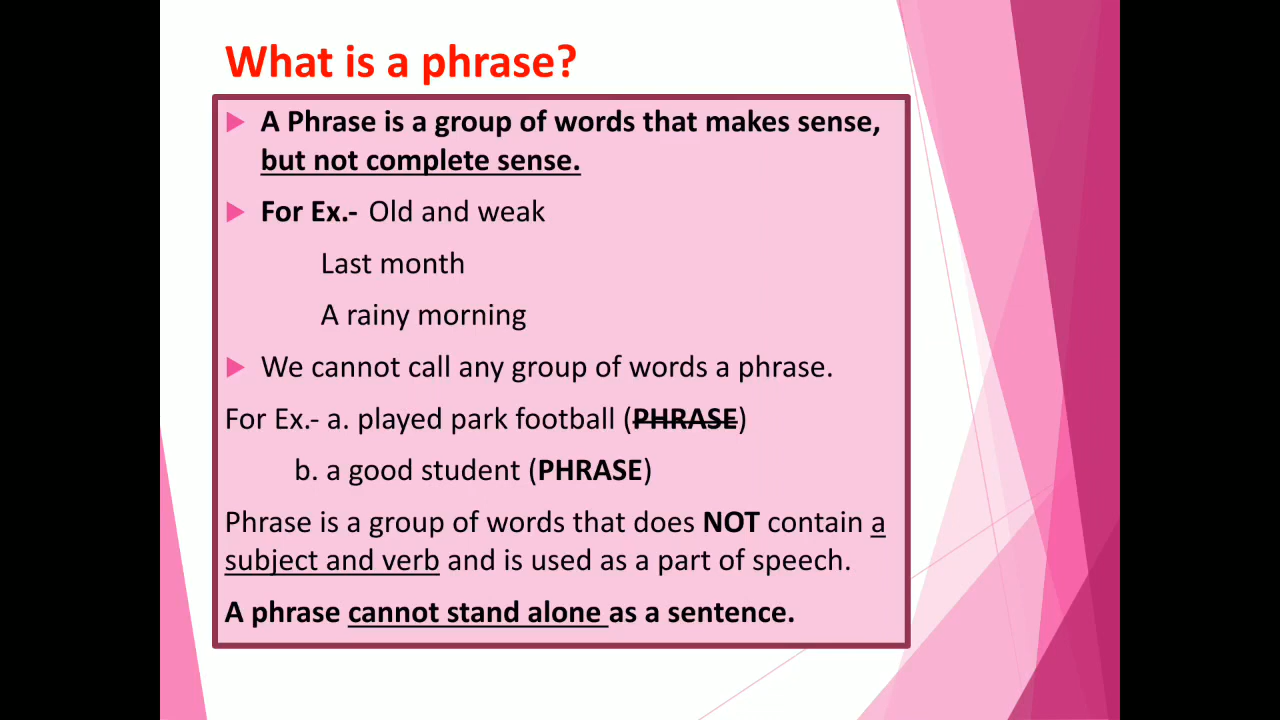 What is a phrase?
A Phrase is a group of words that makes sense,
but not complete sense.
For Ex.- Old and weak
Last month
A rainy morning
We cannot call any group of words a phrase.
For Ex.- a. played park football (PHRASE)
b. a good student (PHRASE)
Phrase is a group of words that does NOT contain a
subject and verb and is used as a part of speech.
A phrase cannot stand alone as a sentence.